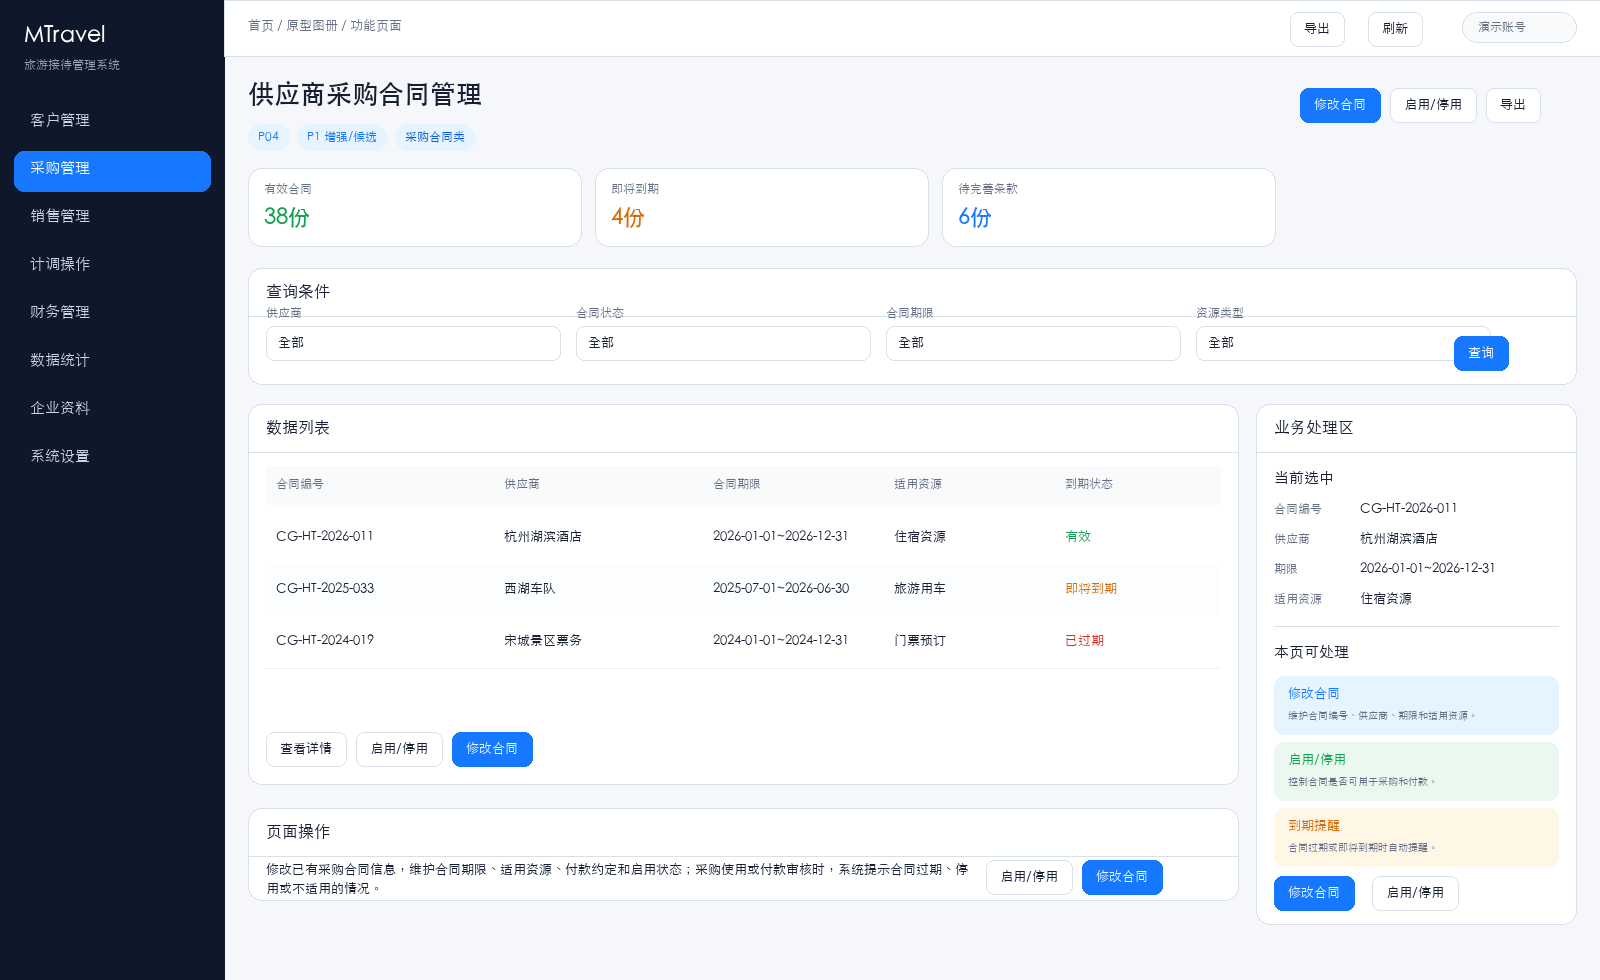 MTravel
旅游接待管理系统
客户管理
采购管理
销售管理
计调操作
财务管理
数据统计
企业资料
系统设置
首页 / 原型图册 / 功能页面
导出
刷新
演示账号
供应商采购合同管理
修改合同
启用/停用
导出
P04
P1 增强/候选
采购合同类
有效合同
38份
即将到期
4份
待完善条款
6份
查询条件
供应商
合同状态
合同期限
资源类型
全部
全部
全部
全部
查询
数据列表
合同编号 供应商 合同期限 适用资源 到期状态
CG-HT-2026-011 杭州湖滨酒店 2026-01-01~2026-12-31 住宿资源 有效
CG-HT-2025-033 西湖车队 2025-07-01~2026-06-30 旅游用车 即将到期
CG-HT-2024-019 宋城景区票务 2024-01-01~2024-12-31 门票预订 已过期
查看详情
启用/停用
修改合同
页面操作
修改已有采购合同信息，维护合同期限、适用资源、付款约定和启用状态；采购使用或付款审核时，系统提示合同过期、停
用或不适用的情况。
启用/停用
修改合同
业务处理区
当前选中
合同编号 CG-HT-2026-011
供应商 杭州湖滨酒店
期限 2026-01-01~2026-12-31
适用资源 住宿资源
本页可处理
修改合同
维护合同编号、供应商、期限和适用资源。
启用/停用
控制合同是否可用于采购和付款。
到期提醒
合同过期或即将到期时自动提醒。
修改合同
启用/停用